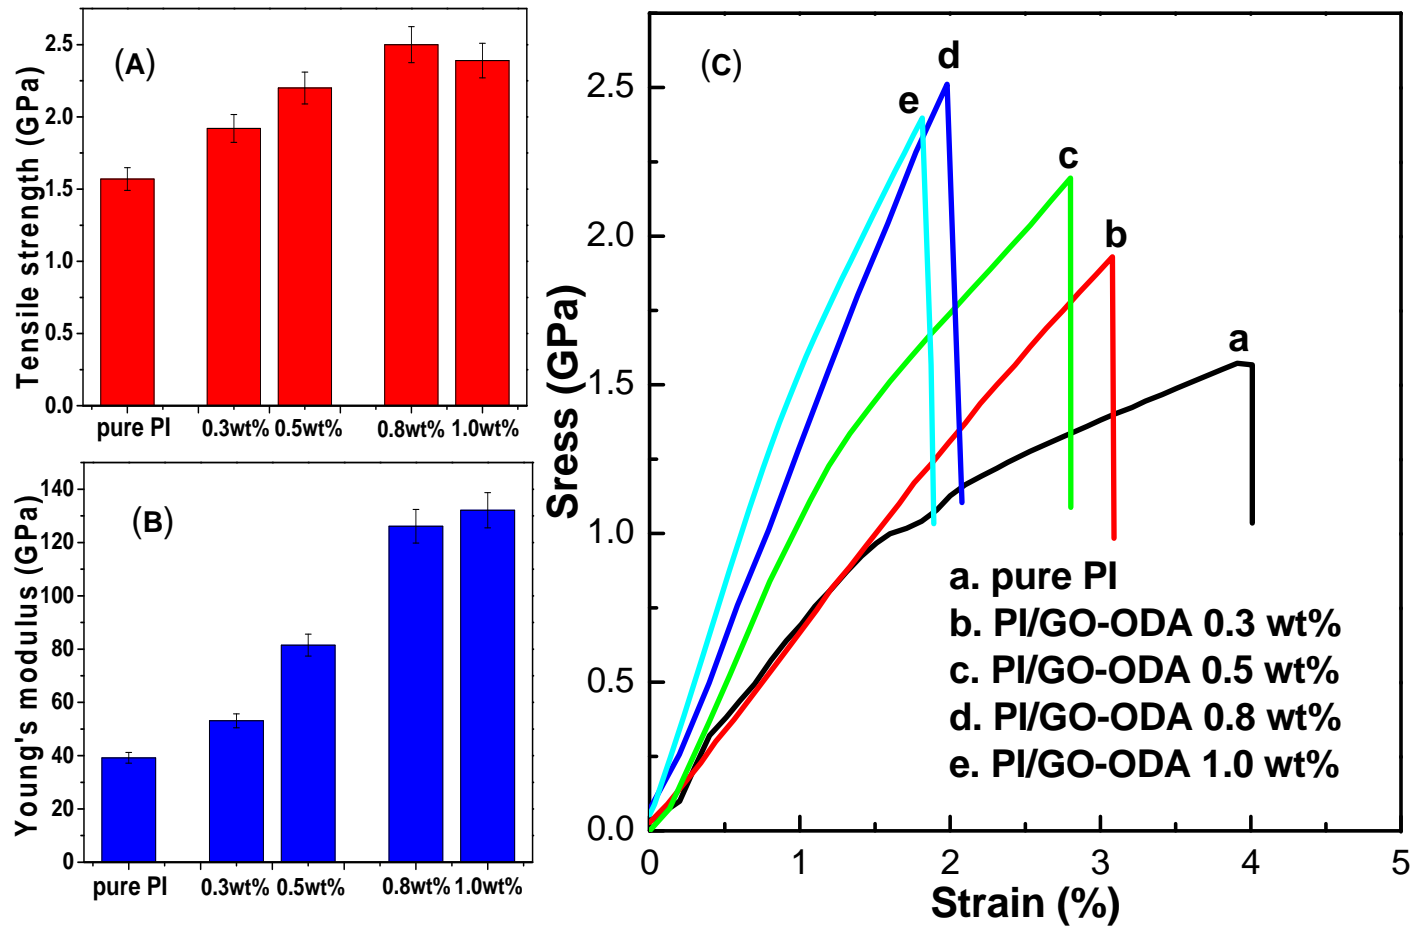 (A)
Tensile strength (GPa)
2.5
2.0
1.5
1.0
0.5
0.0
pure PI 0.3wt% 0.5wt% 0.8wt% 1.0wt%
(B)
Young's modulus (GPa)
140
120
100
80
60
40
20
0
pure PI 0.3wt% 0.5wt% 0.8wt% 1.0wt%
(C)
Sress (GPa)
2.5
2.0
1.5
1.0
0.5
0.0
d
e
c
b
a
a. pure PI
b. PI/GO-ODA 0.3 wt%
c. PI/GO-ODA 0.5 wt%
d. PI/GO-ODA 0.8 wt%
e. PI/GO-ODA 1.0 wt%
0 1 2 3 4 5
Strain (%)